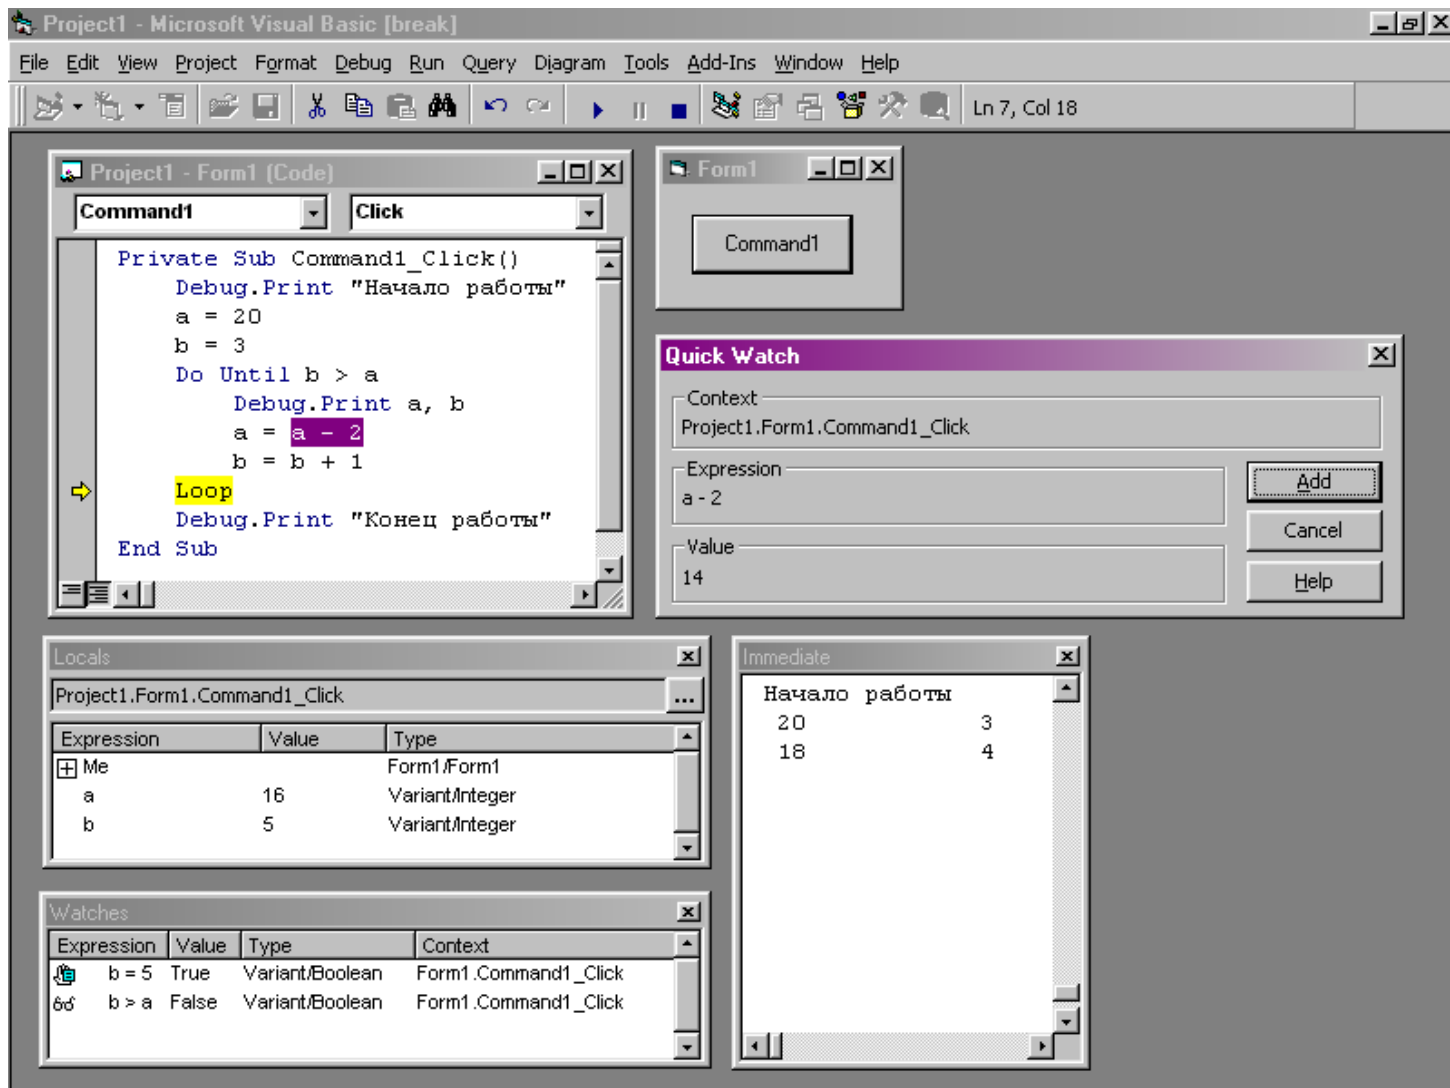 Project1 - Microsoft Visual Basic [break]
File Edit View Project Format Debug Run Query Diagram Tools Add-Ins Window Help
Ln 7, Col 18
Project1 - Form1 (Code)
Command1 Click
Private Sub Command1_Click()
Debug.Print "Начало работы"
a = 20
b = 3
Do Until b > a
Debug.Print a, b
a = a - 2
b = b + 1
Loop
Debug.Print "Конец работы"
End Sub
Form1
Command1
Quick Watch
Context
Project1.Form1.Command1_Click
Expression
a - 2
Value
14
Add
Cancel
Help
Locals
Project1.Form1.Command1_Click
...
Expression Value Type
Me Form1/Form1
a 16 Variant/Integer
b 5 Variant/Integer
Watches
Expression Value Type Context
b = 5 True Variant/Boolean Form1.Command1_Click
b > a False Variant/Boolean Form1.Command1_Click
Immediate
Начало работы
20 3
18 4